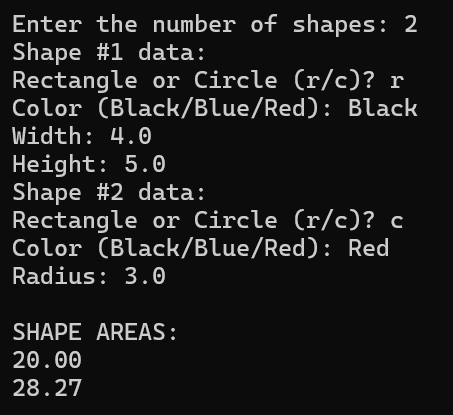 Enter the number of shapes: 2
Shape #1 data:
Rectangle or Circle (r/c)? r
Color (Black/Blue/Red): Black
Width: 4.0
Height: 5.0
Shape #2 data:
Rectangle or Circle (r/c)? c
Color (Black/Blue/Red): Red
Radius: 3.0

SHAPE AREAS:
20.00
28.27